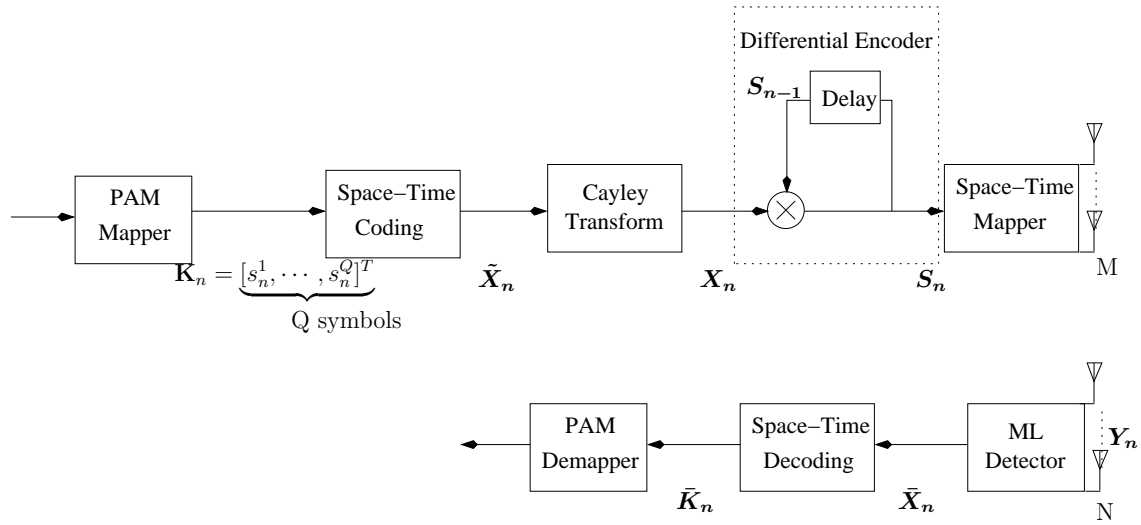 Differential Encoder
S_{n-1}
Delay
PAM
Mapper
Space-Time
Coding
Cayley
Transform
Space-Time
Mapper
M
K_n = [s_n^1, ⋯, s_n^Q]^T
Q symbols
X̃_n
X_n
S_n
PAM
Demapper
Space-Time
Decoding
ML
Detector
Y_n
K̄_n
X̄_n
N